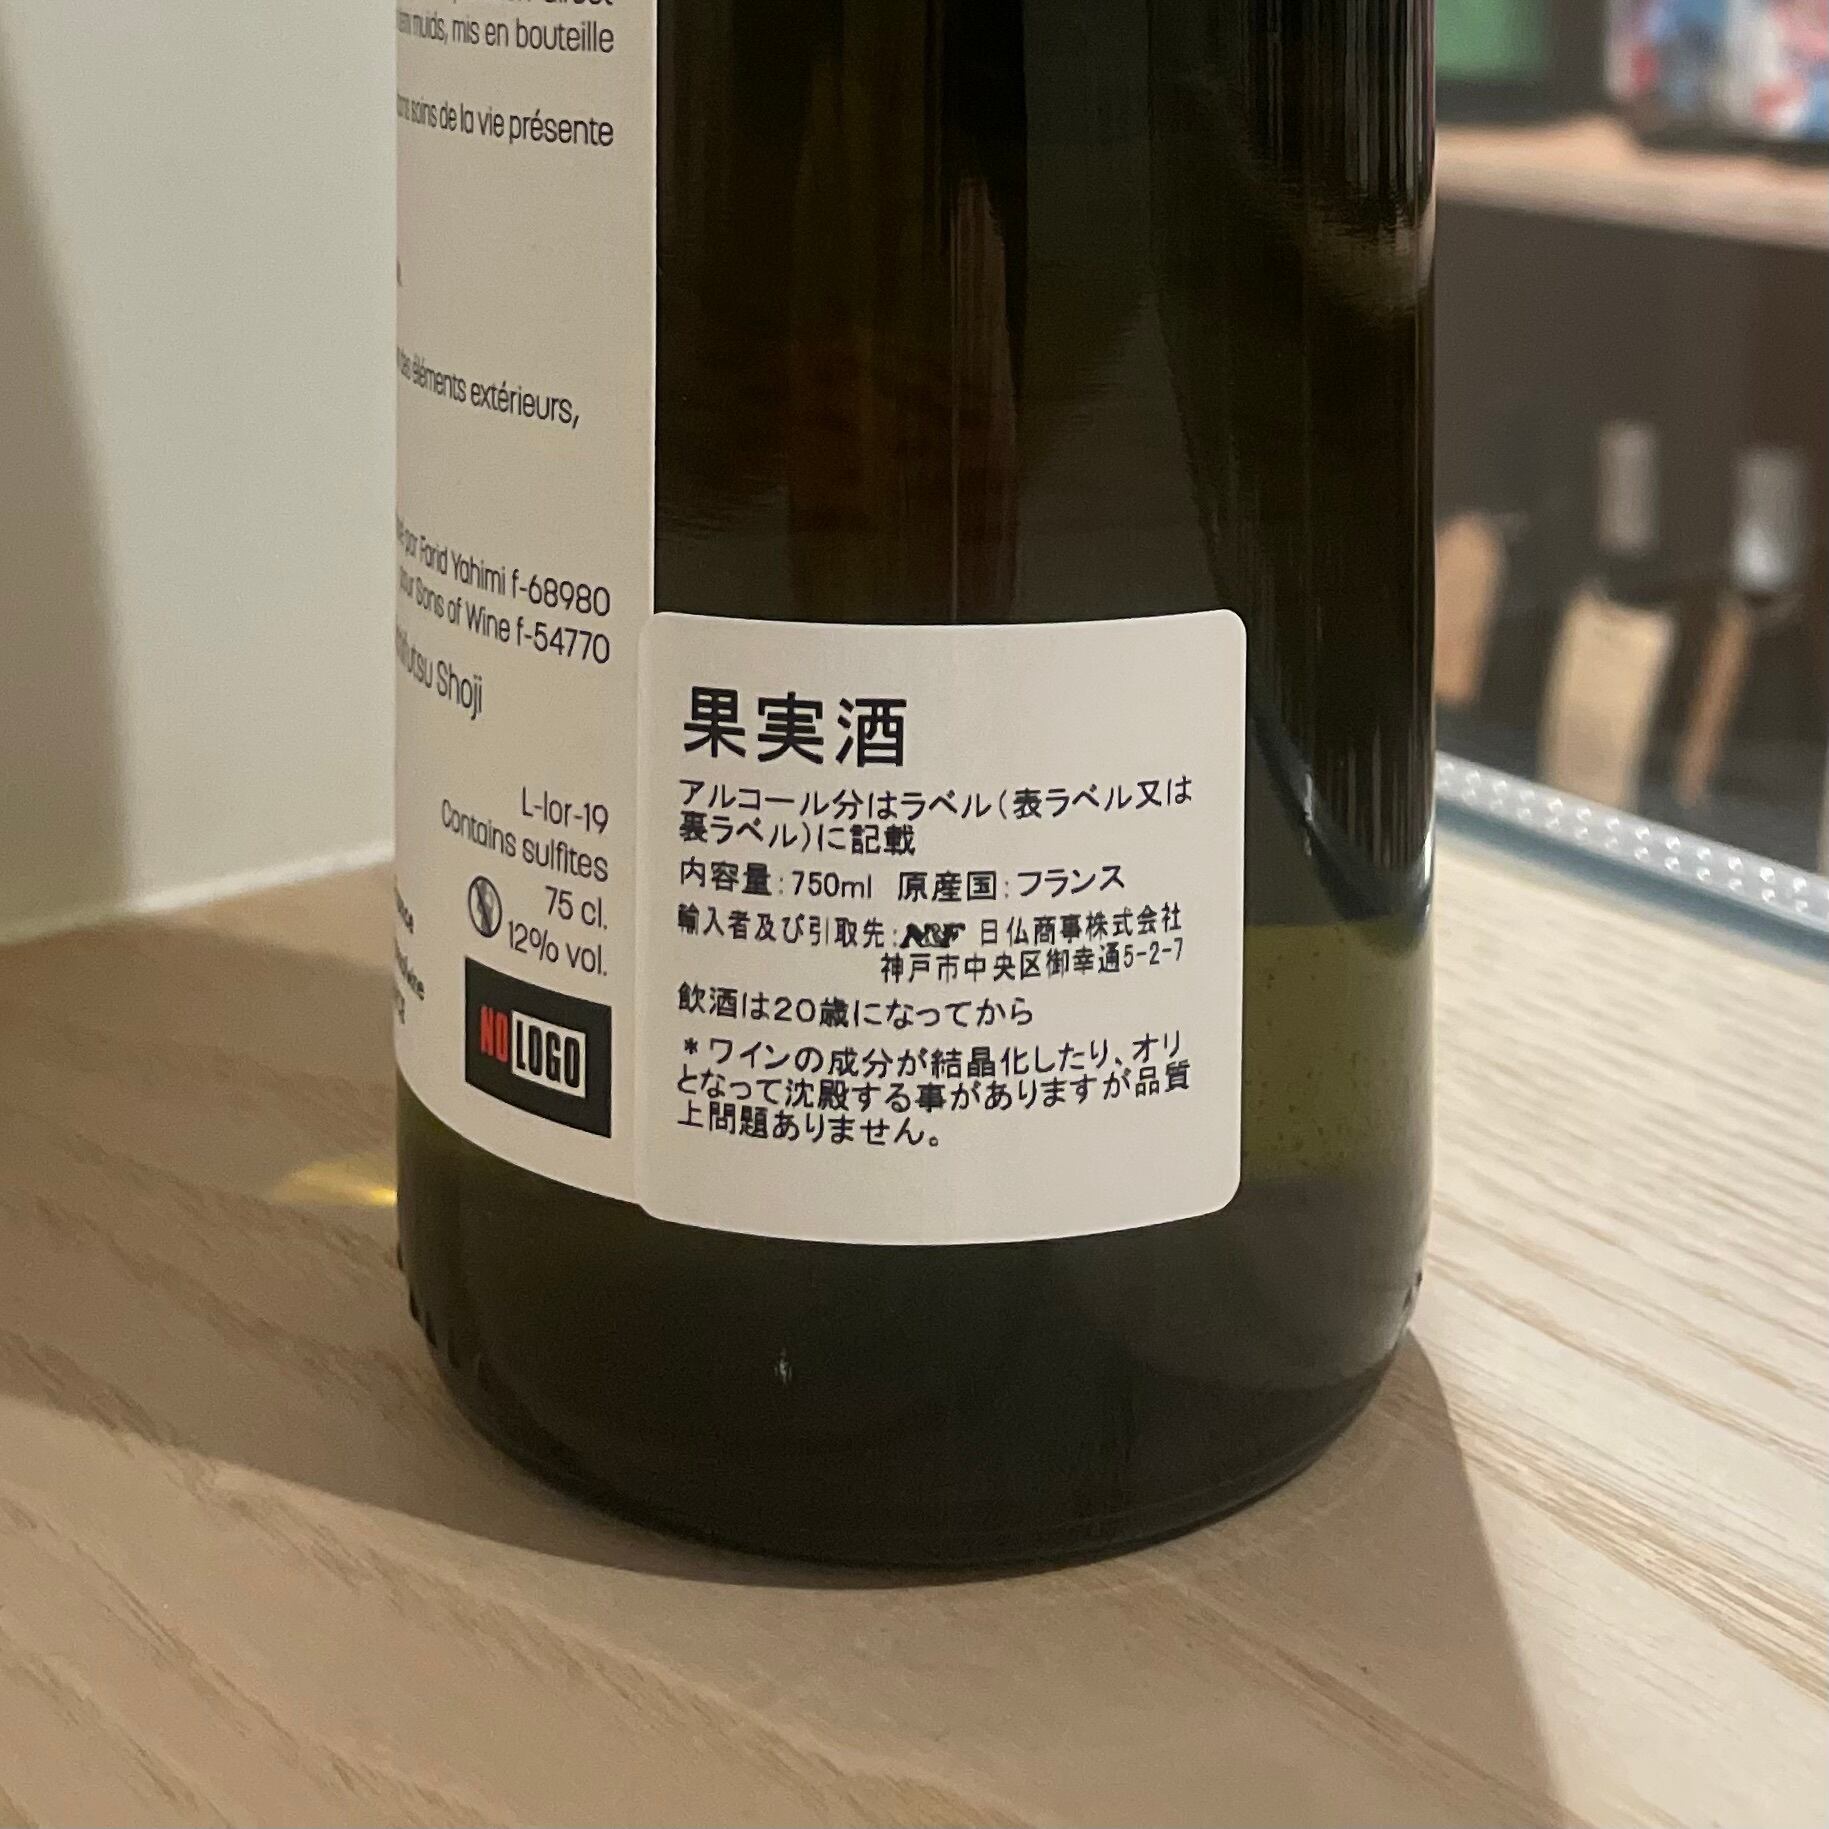 mis en bouteille
soins de la vie présente
éléments extérieurs,
par Farid Yahimi f-68980
Sons of Wine f-54770
Shoji
L-lor-19
Contains sulfites
75 cl.
12% vol.
NO LOGO
果実酒
アルコール分はラベル(表ラベル又は
裏ラベル)に記載
内容量:750ml 原産国:フランス
輸入者及び引取先:N&F 日仏商事株式会社
神戸市中央区御幸通5-2-7
飲酒は20歳になってから
*ワインの成分が結晶化したり、オリ
となって沈殿する事がありますが品質
上問題ありません。